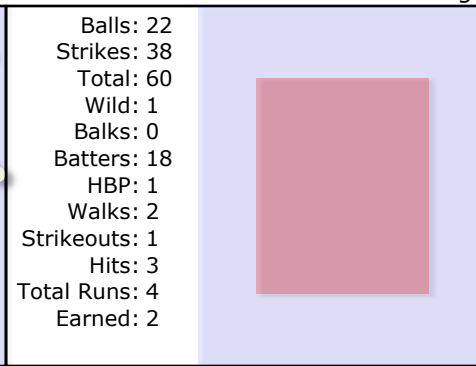 Balls: 22
Strikes: 38
Total: 60
Wild: 1
Balks: 0
Batters: 18
HBP: 1
Walks: 2
Strikeouts: 1
Hits: 3
Total Runs: 4
Earned: 2